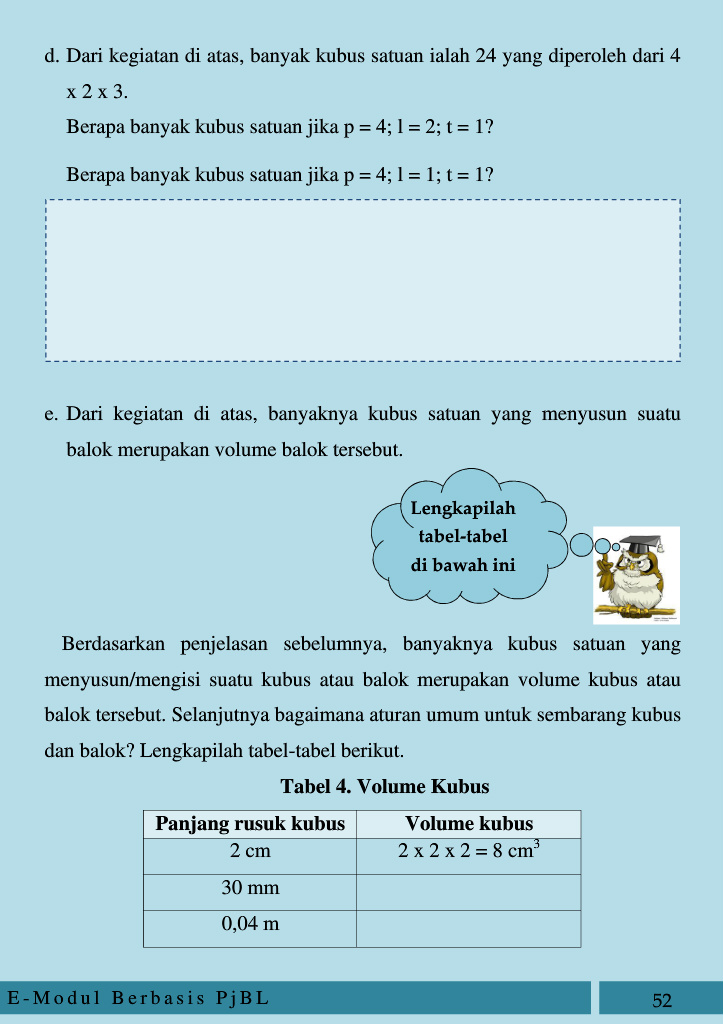 d. Dari kegiatan di atas, banyak kubus satuan ialah 24 yang diperoleh dari 4
x 2 x 3.
Berapa banyak kubus satuan jika p = 4; l = 2; t = 1?
Berapa banyak kubus satuan jika p = 4; l = 1; t = 1?
e. Dari kegiatan di atas, banyaknya kubus satuan yang menyusun suatu
balok merupakan volume balok tersebut.
Lengkapilah
tabel-tabel
di bawah ini
Berdasarkan penjelasan sebelumnya, banyaknya kubus satuan yang
menyusun/mengisi suatu kubus atau balok merupakan volume kubus atau
balok tersebut. Selanjutnya bagaimana aturan umum untuk sembarang kubus
dan balok? Lengkapilah tabel-tabel berikut.
Tabel 4. Volume Kubus
Panjang rusuk kubus Volume kubus
2 cm 2 x 2 x 2 = 8 cm³
30 mm
0,04 m
E-Modul Berbasis PjBL 52